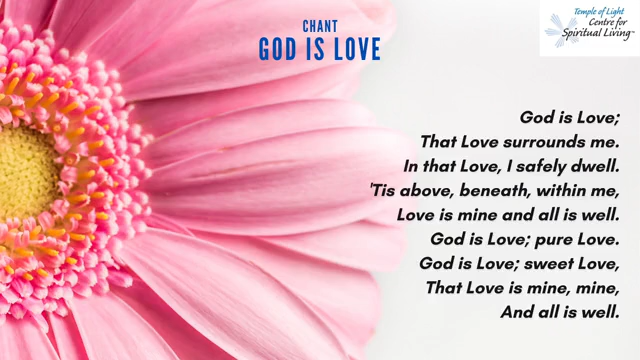 CHANT
GOD IS LOVE
Temple of Light
Centre for
Spiritual Living™
God is Love;
That Love surrounds me.
In that Love, I safely dwell.
'Tis above, beneath, within me,
Love is mine and all is well.
God is Love; pure Love.
God is Love; sweet Love,
That Love is mine, mine,
And all is well.